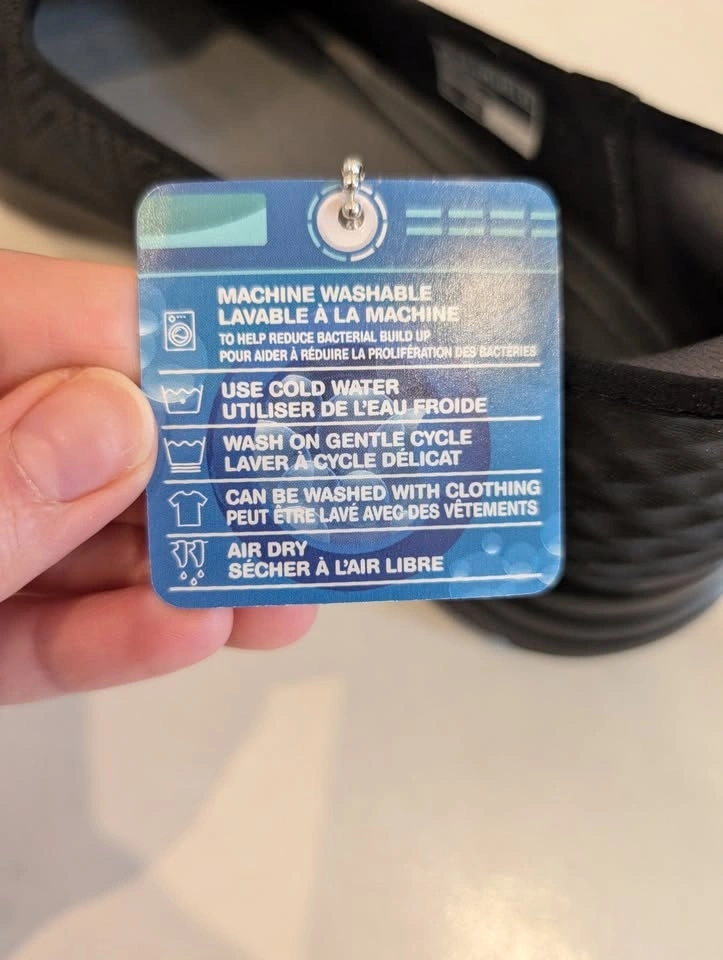 MACHINE WASHABLE
LAVABLE À LA MACHINE
TO HELP REDUCE BACTERIAL BUILD UP
POUR AIDER À RÉDUIRE LA PROLIFÉRATION DES BACTERIES
USE COLD WATER
UTILISER DE L'EAU FROIDE
WASH ON GENTLE CYCLE
LAVER À CYCLE DÉLICAT
CAN BE WASHED WITH CLOTHING
PEUT ÊTRE LAVÉ AVEC DES VÊTEMENTS
AIR DRY
SÉCHER À L'AIR LIBRE